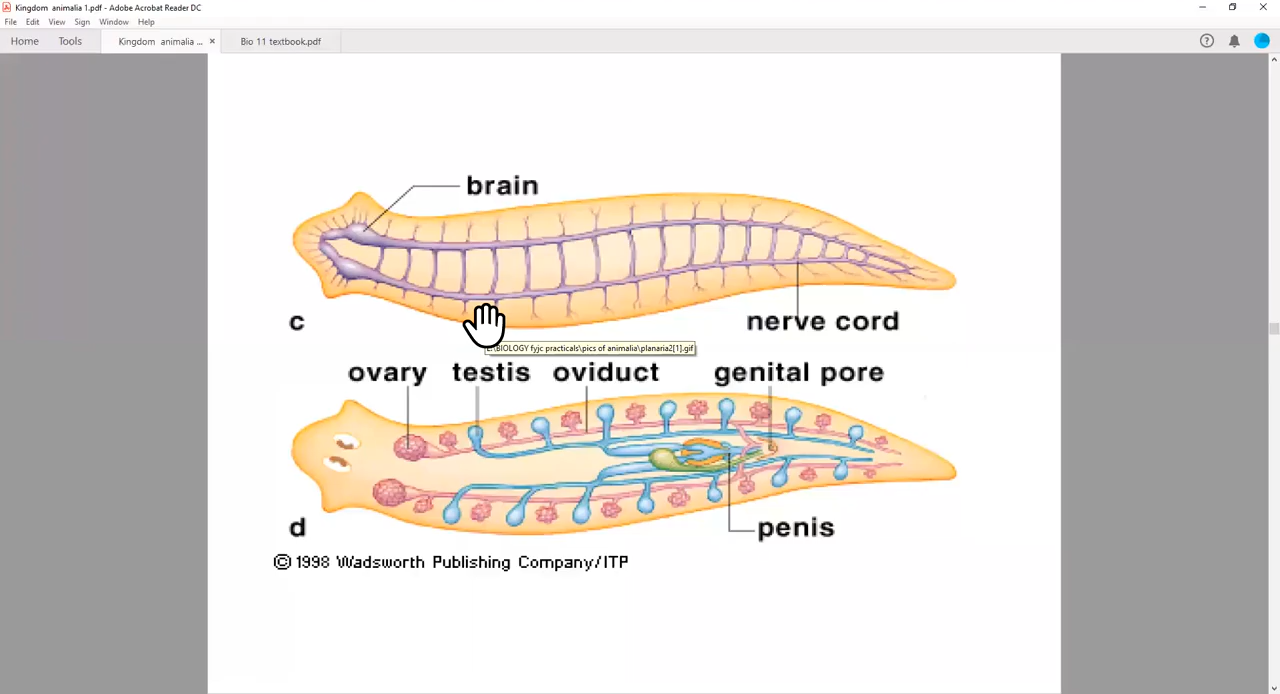 Kingdom animalia 1.pdf - Adobe Acrobat Reader DC
File Edit View Sign Window Help
Home Tools Kingdom animalia ... × Bio 11 textbook.pdf
brain
c
nerve cord
\BIOLOGY fyjc practicals\pics of animalia\planaria2[1].gif
ovary testis oviduct genital pore
d
penis
© 1998 Wadsworth Publishing Company/ITP